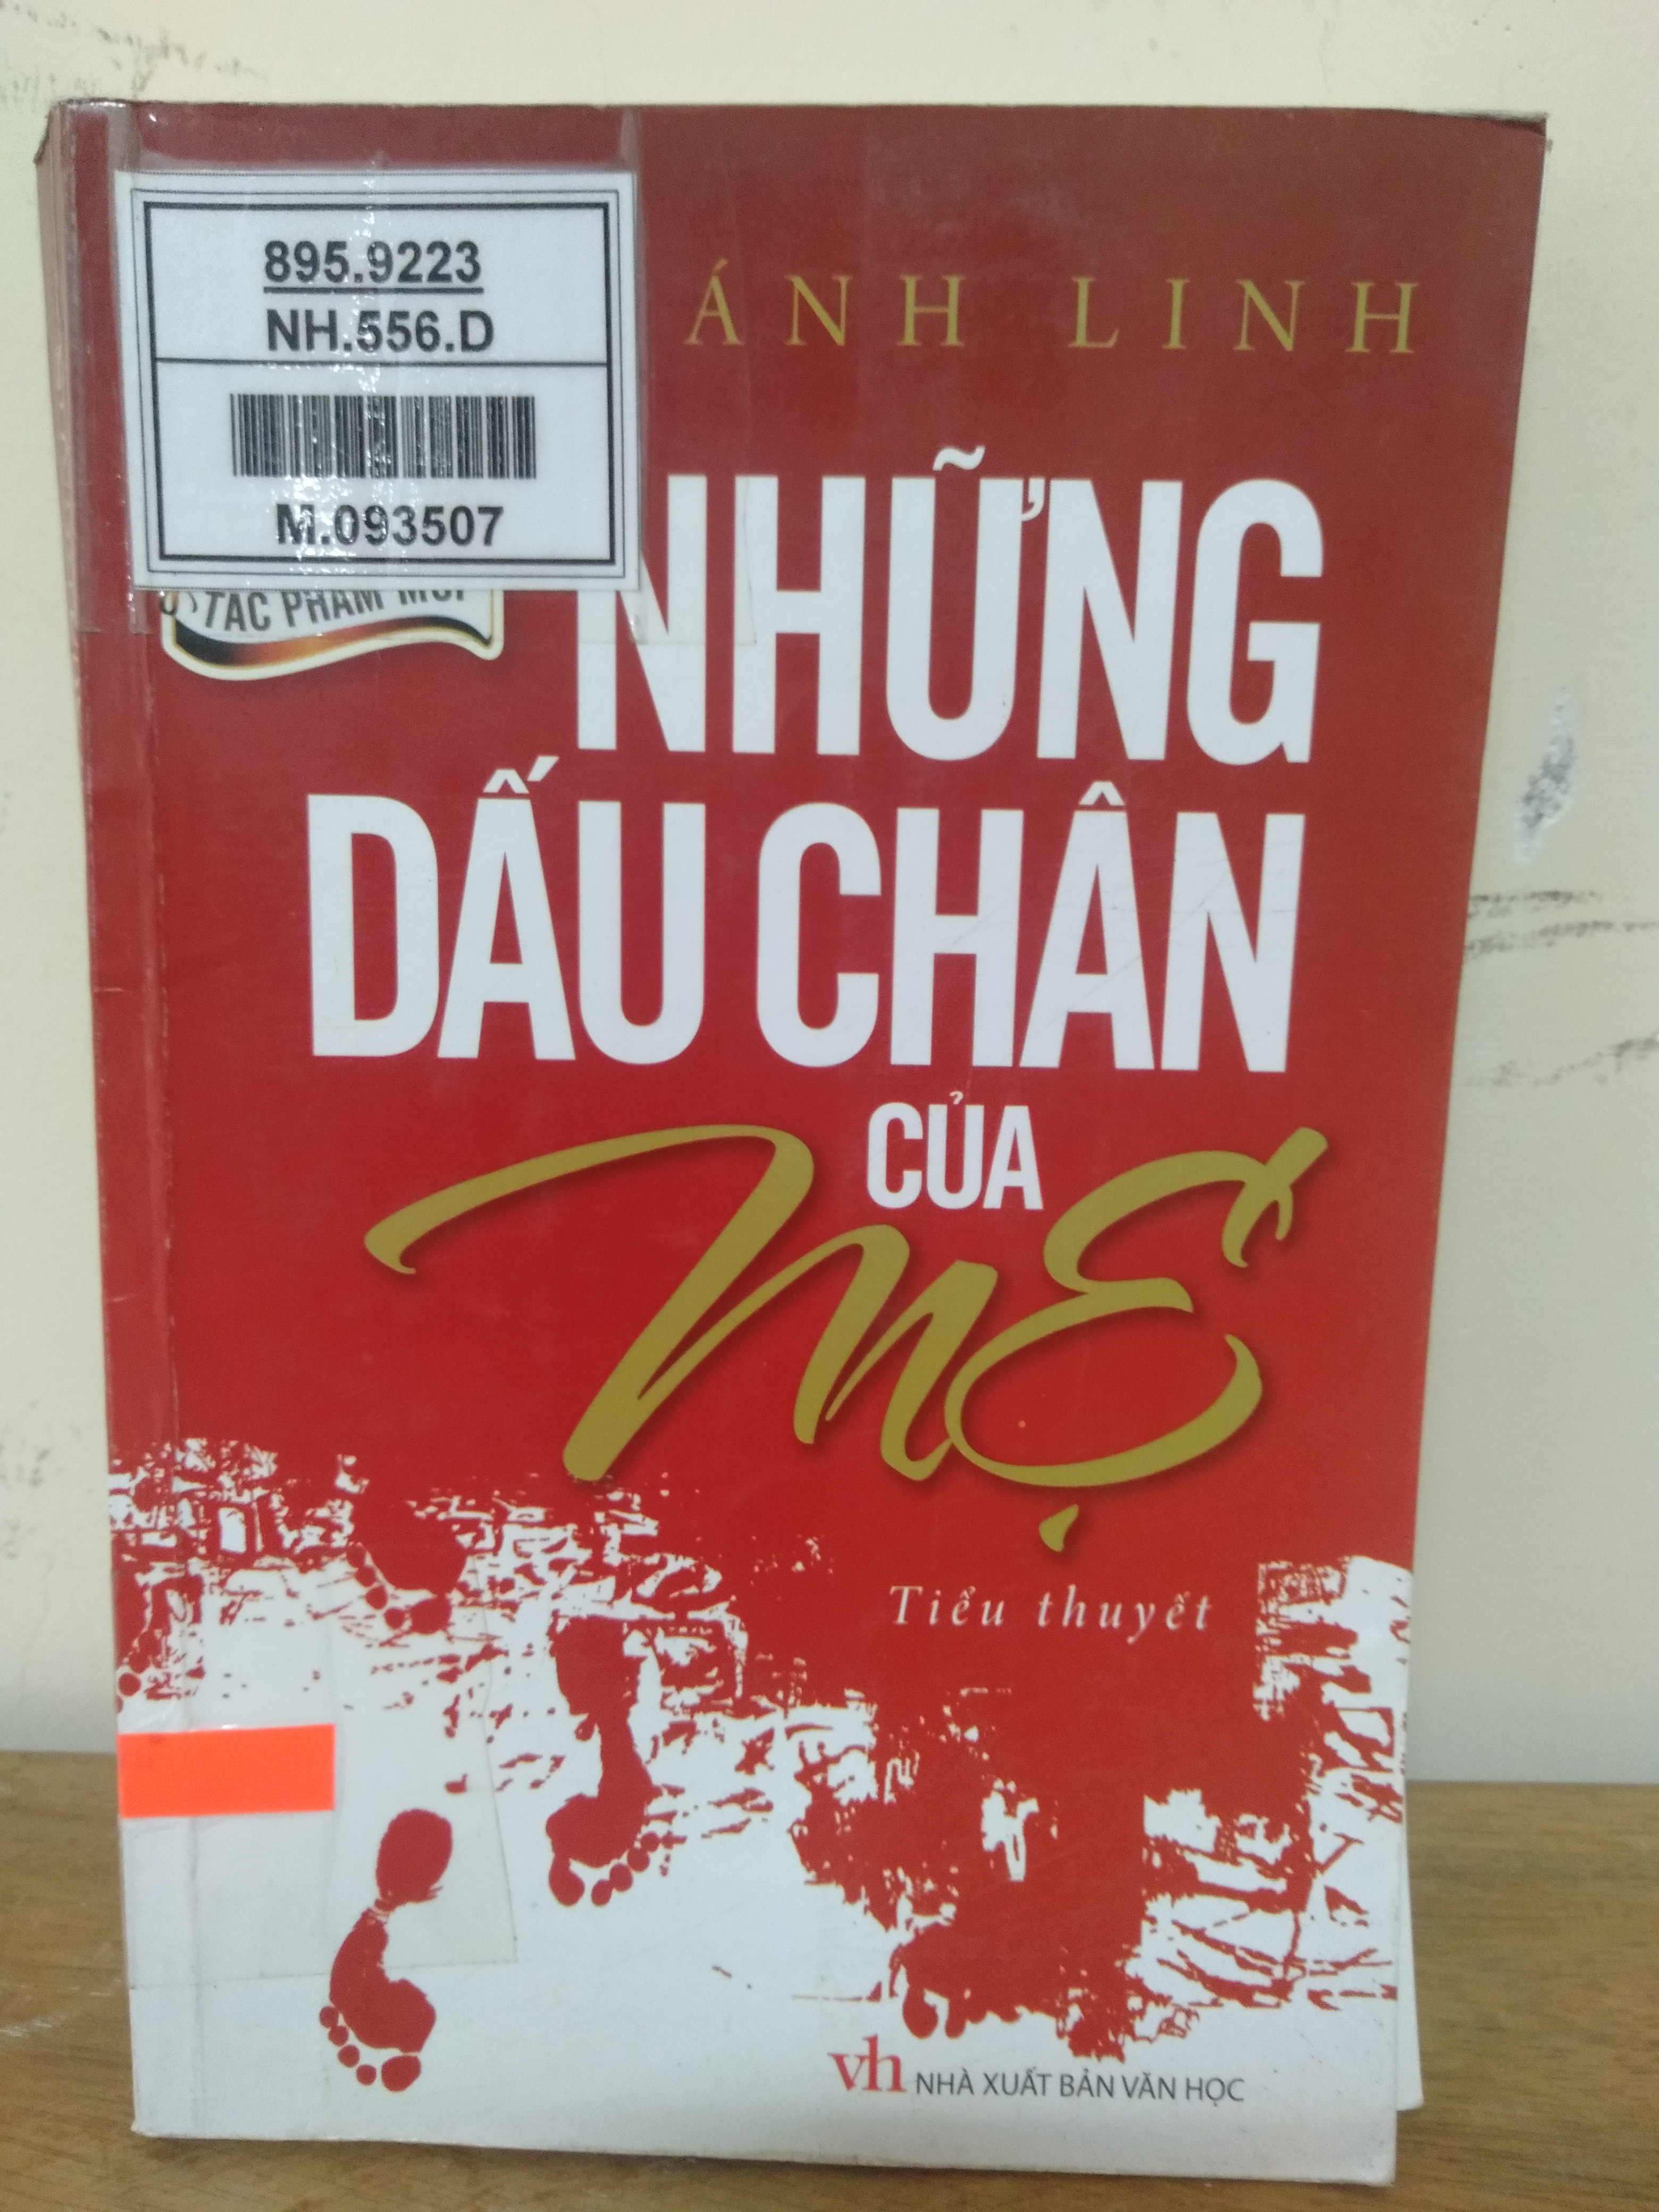 895.9223
NH.556.D
M.093507
ÁNH LINH
TÁC PHẨM MỚI
NHỮNG
DẤU CHÂN
CỦA
MẸ
Tiểu thuyết
vh NHÀ XUẤT BẢN VĂN HỌC